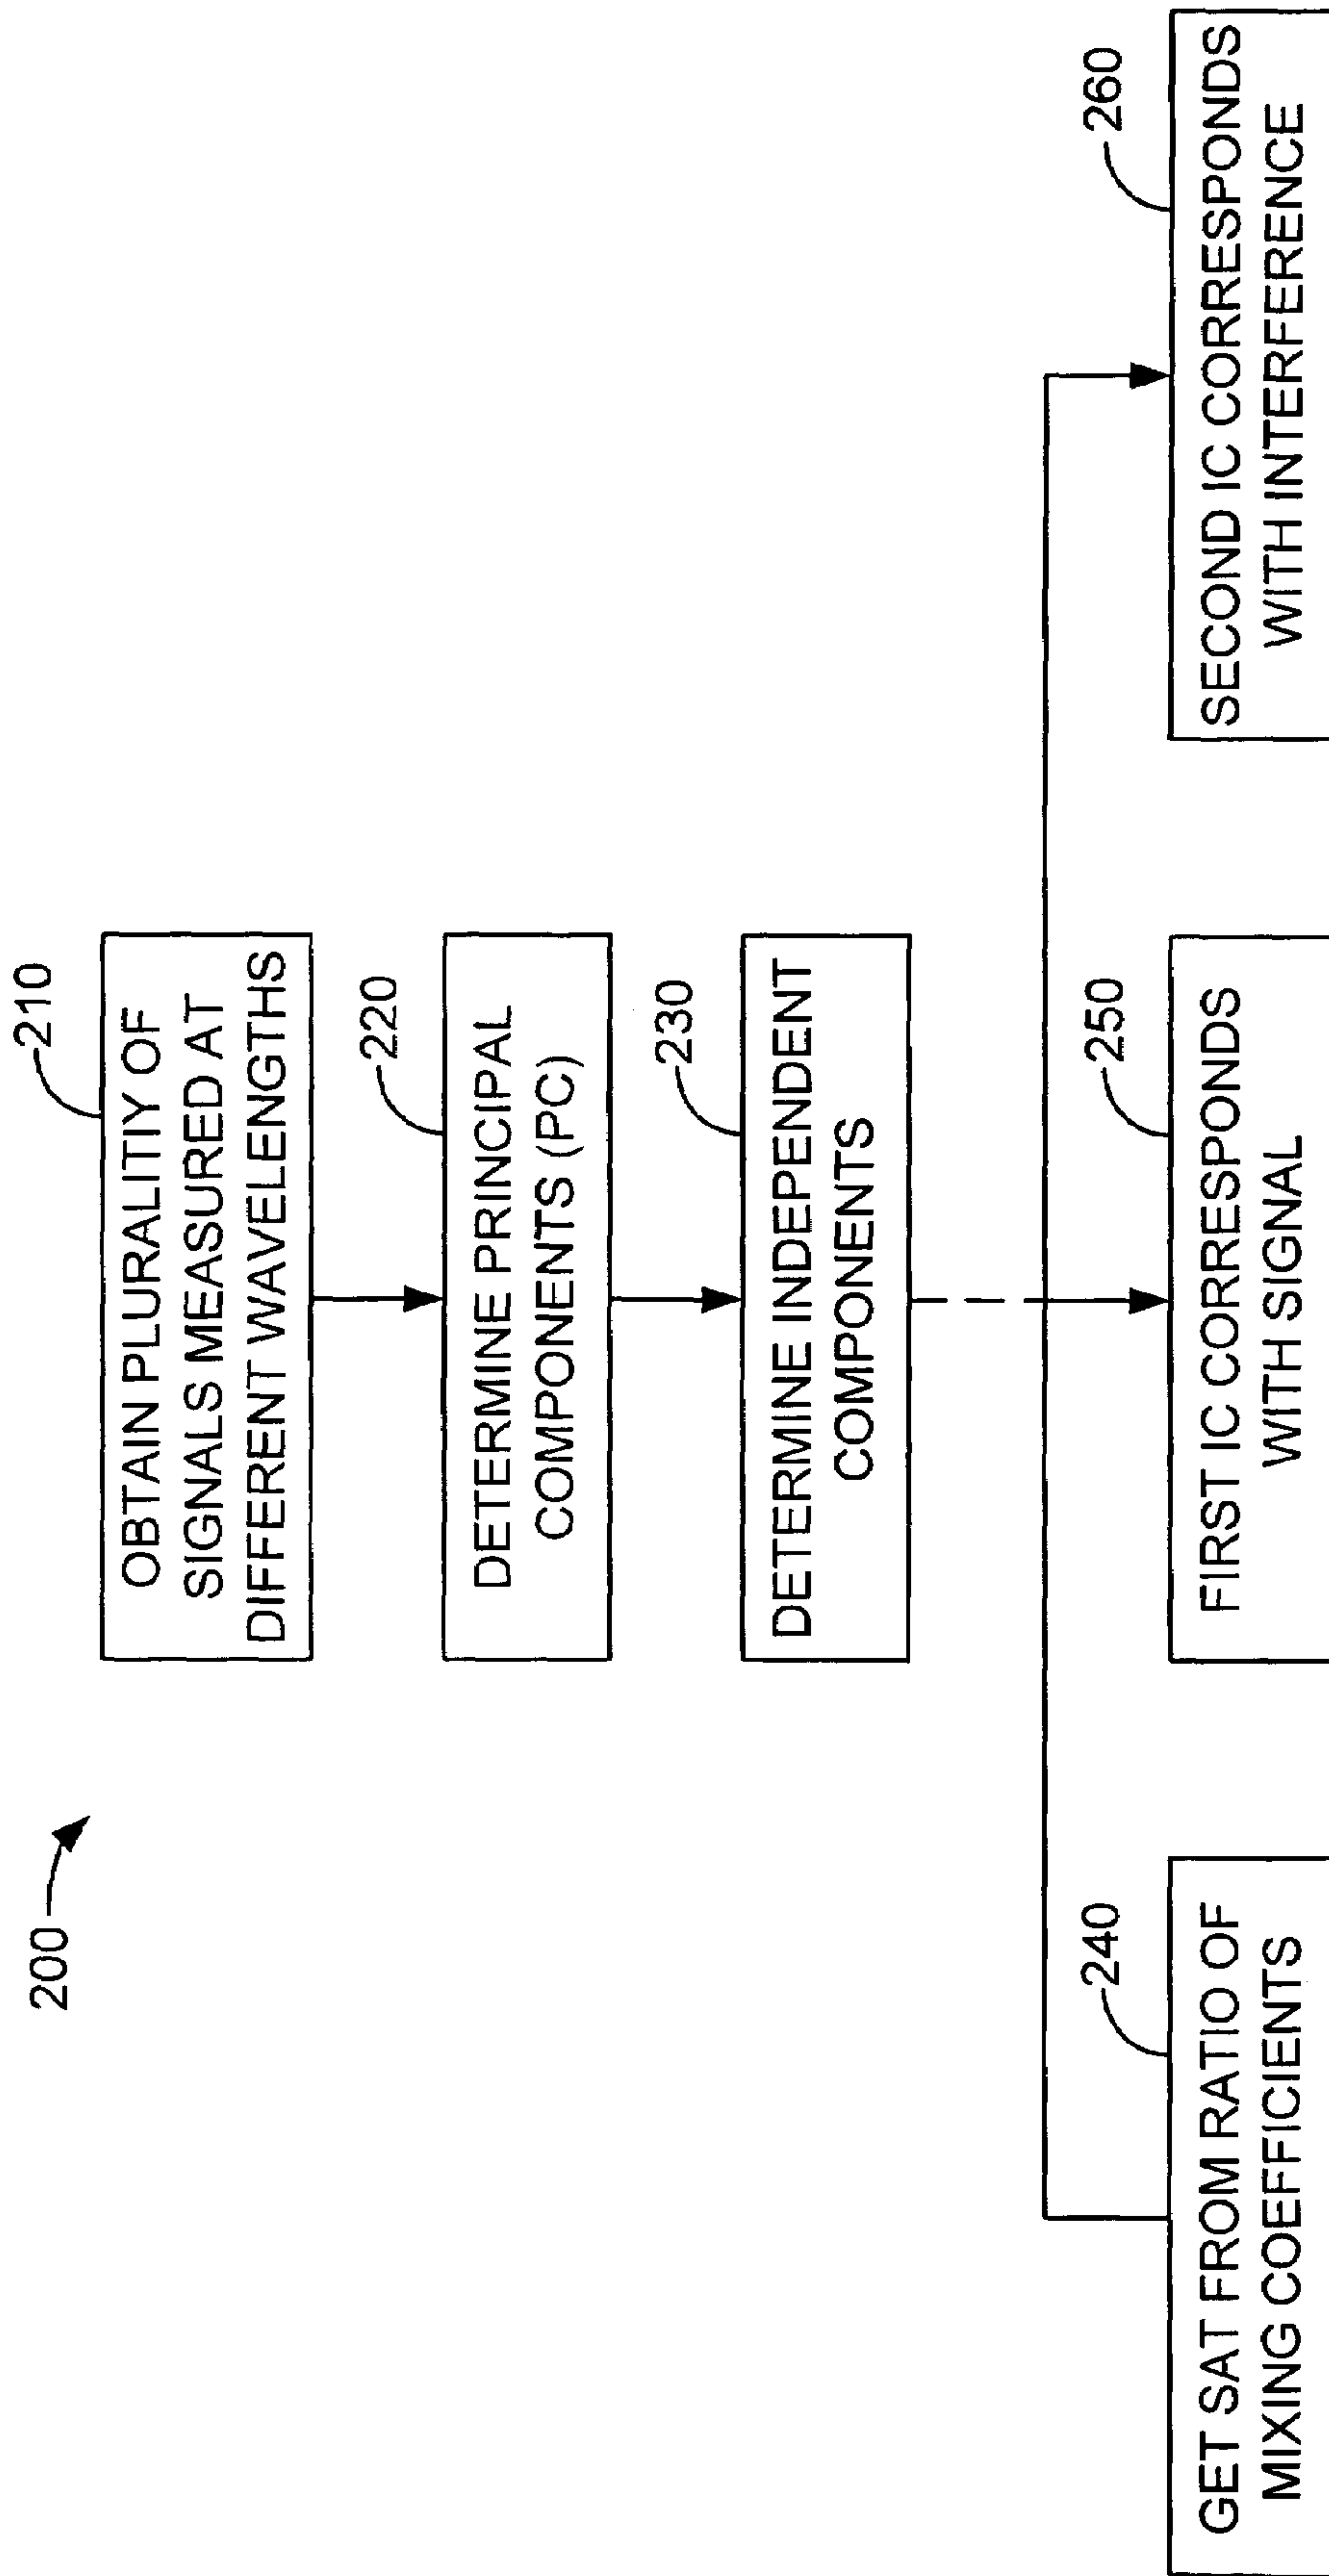 200
210
OBTAIN PLURALITIY OF
SIGNALS MEASURED AT
DIFFERENT WAVELENGTHS
220
DETERMINE PRINCIPAL
COMPONENTS (PC)
230
DETERMINE INDEPENDENT
COMPONENTS
240
GET SAT FROM RATIO OF
MIXING COEFFICIENTS
250
FIRST IC CORRESPONDS
WITH SIGNAL
260
SECOND IC CORRESPONDS
WITH INTERFERENCE